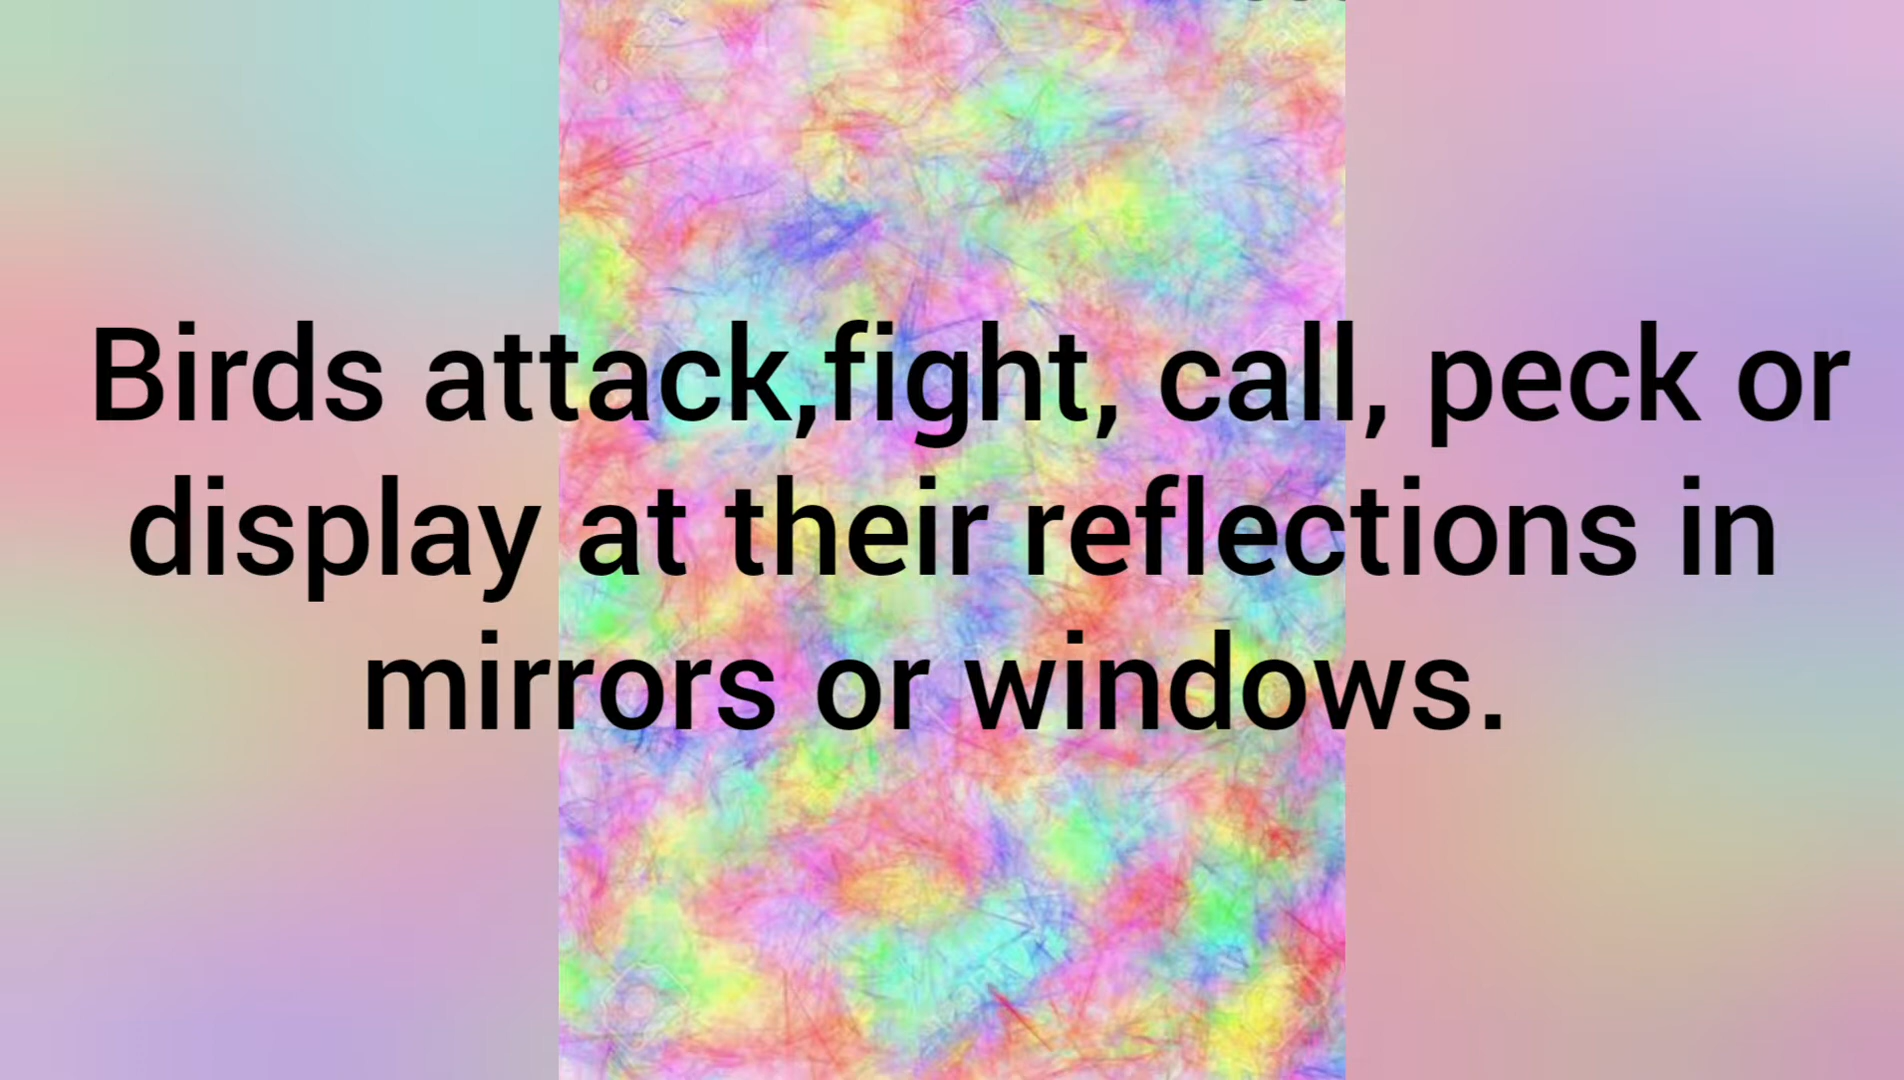 Birds attack,fight, call, peck or
display at their reflections in
mirrors or windows.